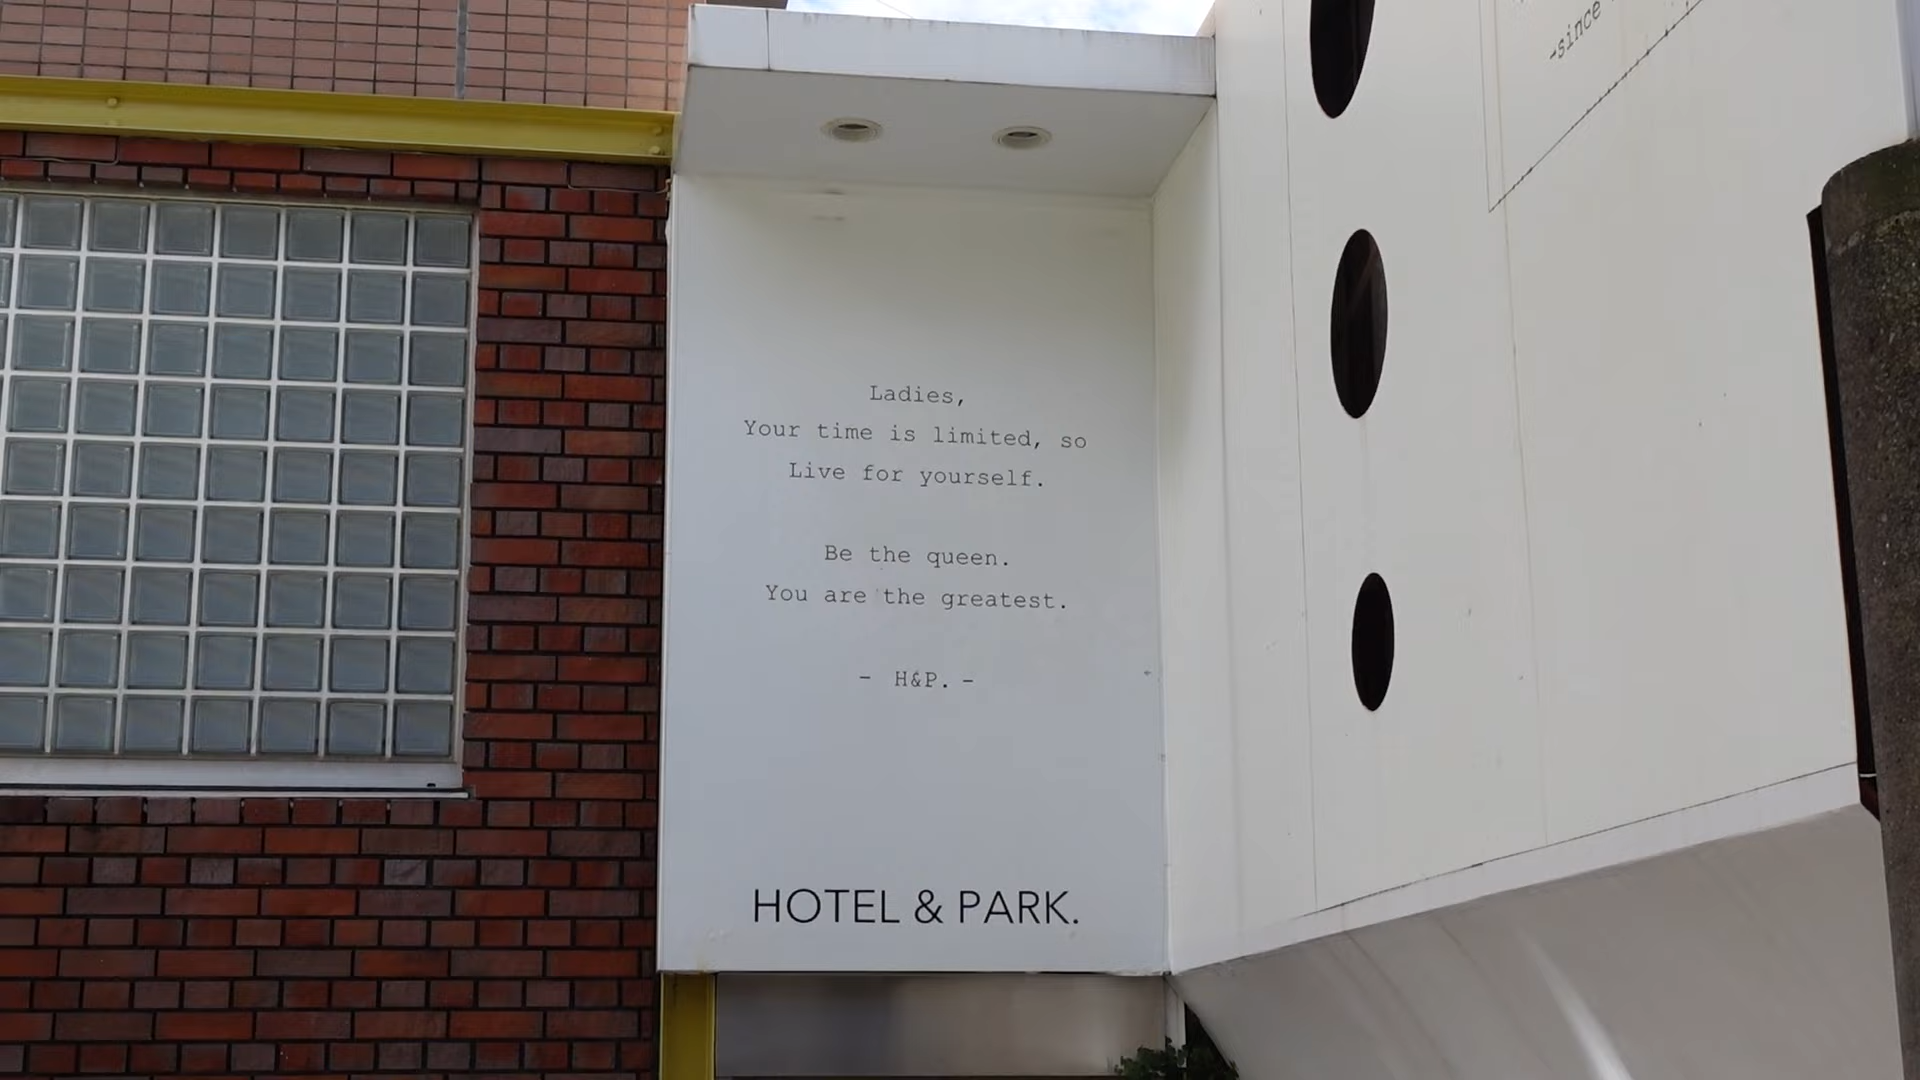 Ladies,
Your time is limited, so
Live for yourself.
Be the queen.
You are the greatest.
- H&P. -
HOTEL & PARK.
-since